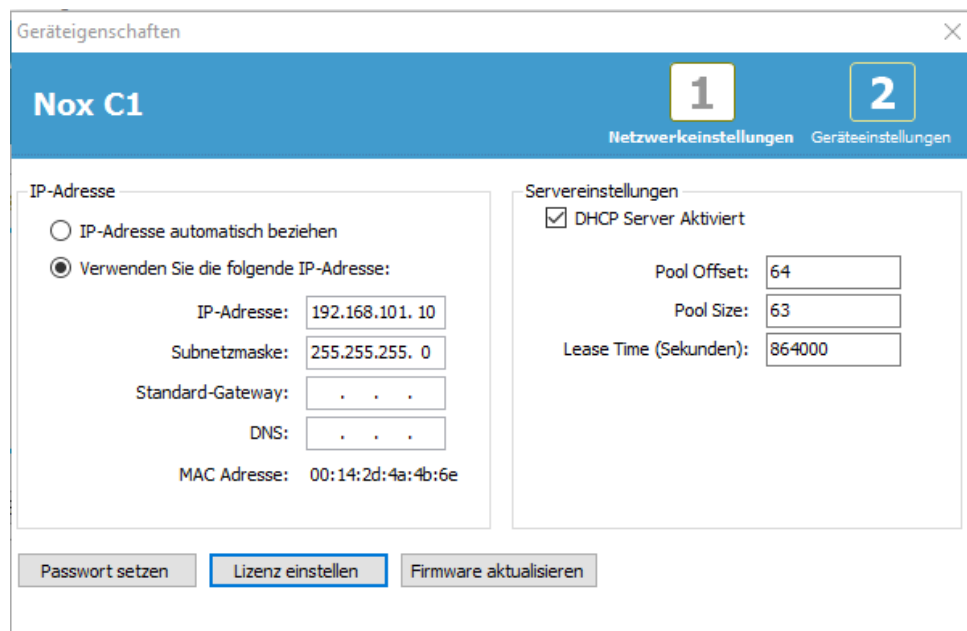 Geräteigenschaften
Nox C1
1
Netzwerkeinstellungen
2
Geräteeinstellungen
IP-Adresse
IP-Adresse automatisch beziehen
Verwenden Sie die folgende IP-Adresse:
IP-Adresse: 192.168.101. 10
Subnetzmaske: 255.255.255. 0
Standard-Gateway: . . .
DNS: . . .
MAC Adresse: 00:14:2d:4a:4b:6e
Servereinstellungen
DHCP Server Aktiviert
Pool Offset: 64
Pool Size: 63
Lease Time (Sekunden): 864000
Passwort setzen
Lizenz einstellen
Firmware aktualisieren